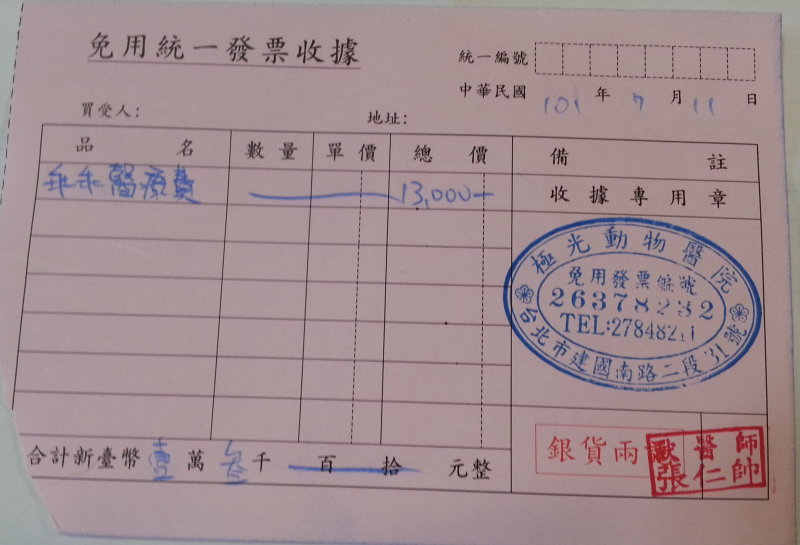 免用統一發票收據
統一編號
中華民國 101 年 7 月 11 日
買受人:
地址:
品名 數量 單價 總價 備註
乖乖醫療費 13,000 收據專用章
極光動物醫院
免用發票編號
26378232
TEL:2784821
台北市建國南路二段31號
銀貨兩
獸醫師
張仁帥
合計新臺幣 壹 萬 叁 千 百 拾 元整